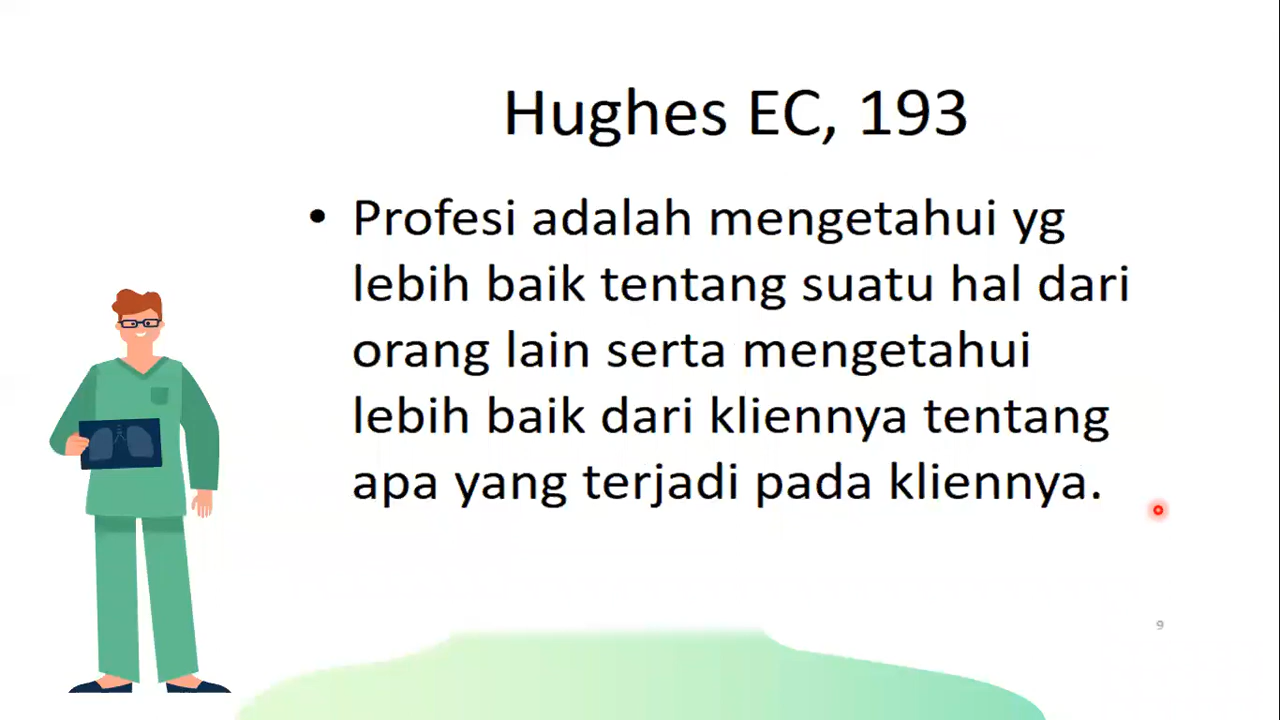 Hughes EC, 193
• Profesi adalah mengetahui yg
lebih baik tentang suatu hal dari
orang lain serta mengetahui
lebih baik dari kliennya tentang
apa yang terjadi pada kliennya.
9